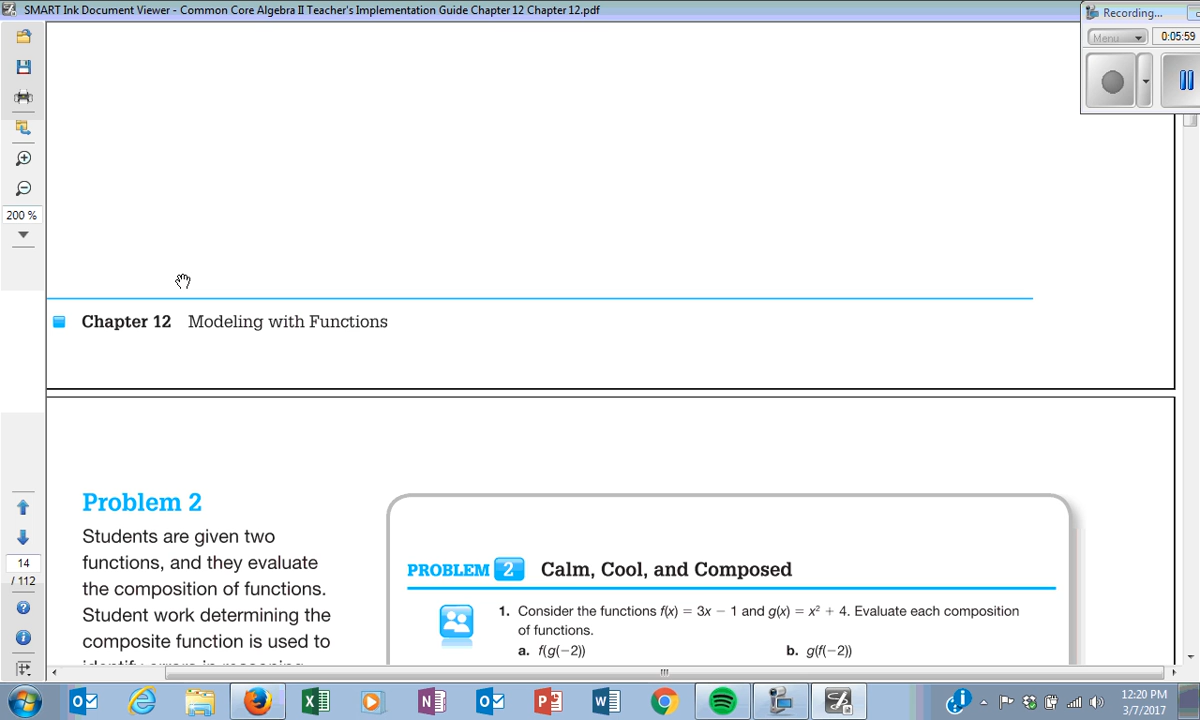 SMART Ink Document Viewer - Common Core Algebra II Teacher's Implementation Guide Chapter 12 Chapter 12.pdf
Recording...
Menu
0:05:59
200 %
Chapter 12 Modeling with Functions
Problem 2
Students are given two
functions, and they evaluate
the composition of functions.
Student work determining the
composite function is used to
identify errors in reasoning
PROBLEM 2 Calm, Cool, and Composed
1. Consider the functions f(x) = 3x − 1 and g(x) = x² + 4. Evaluate each composition
of functions.
a. f(g(−2))
b. g(f(−2))
14
/ 112
12:20 PM
3/7/2017